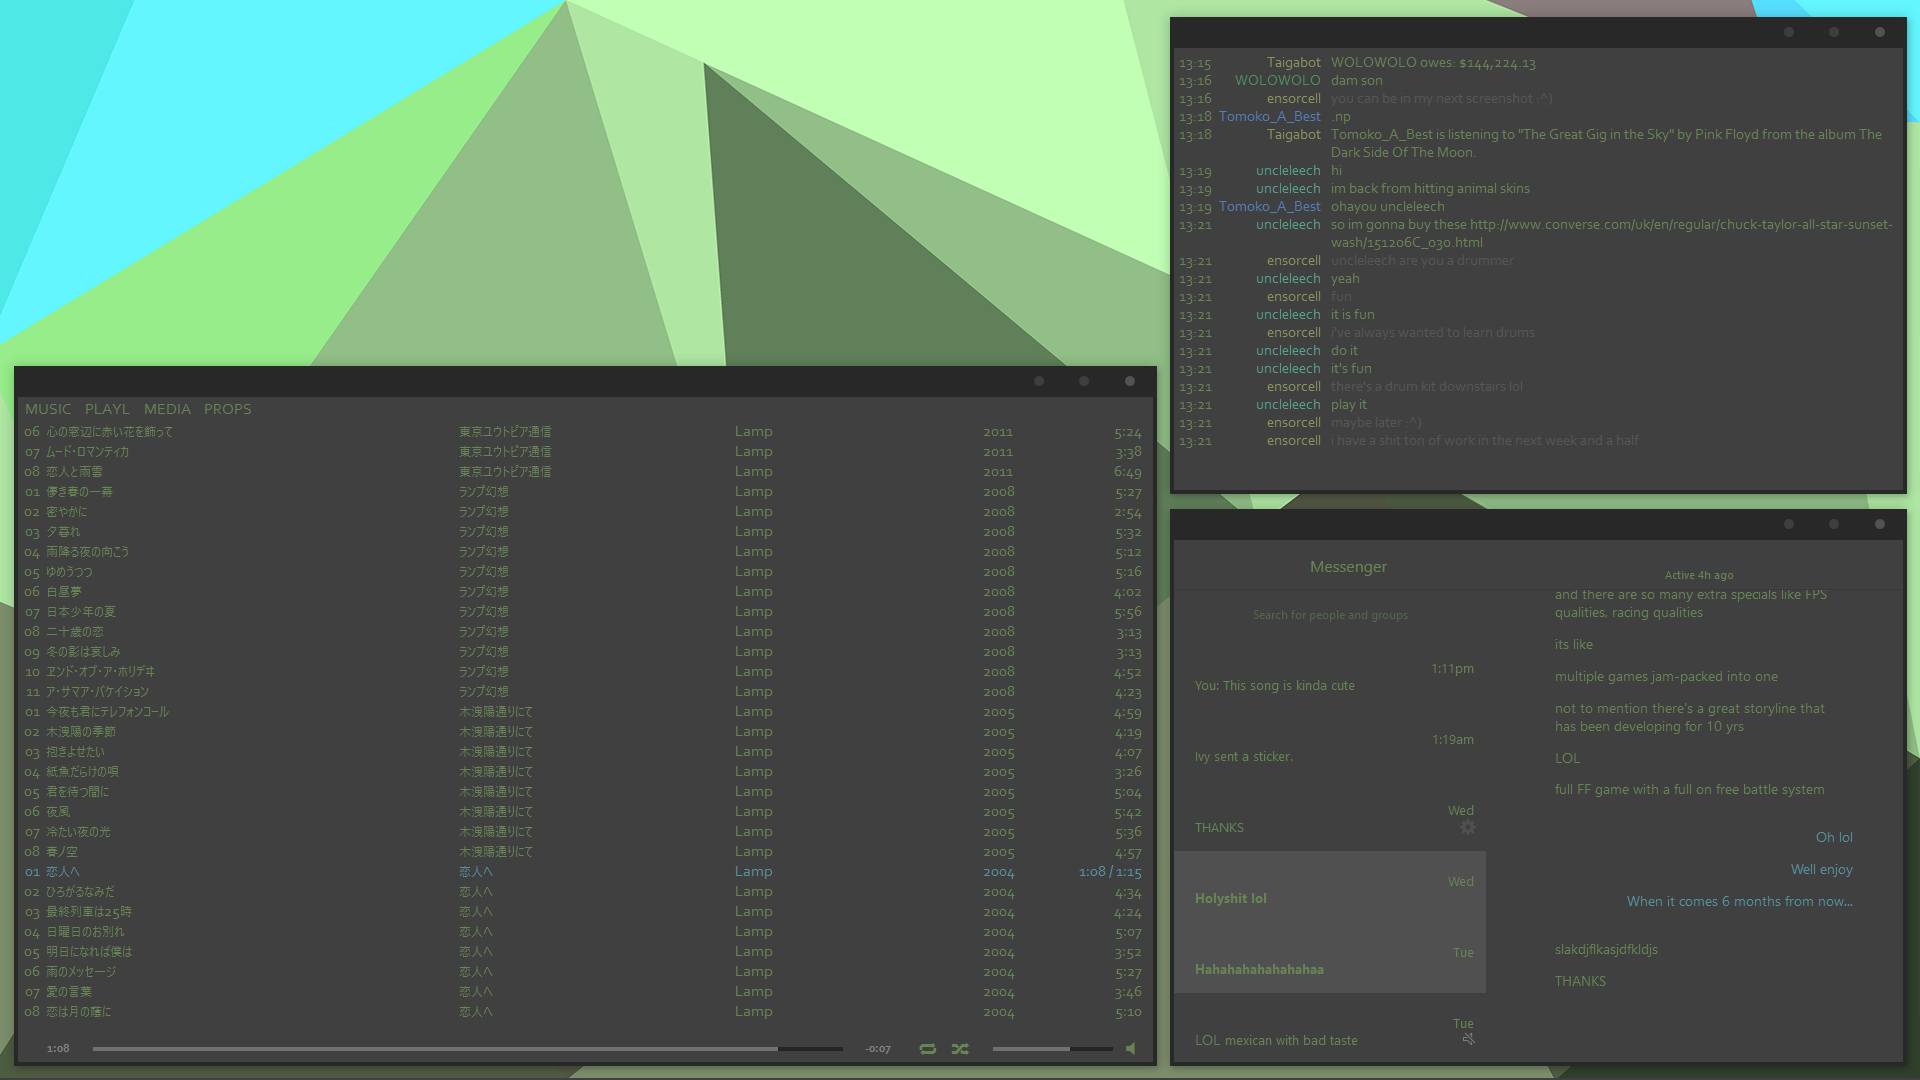 13:15 Taigabot WOLOWOLO owes: $144,224.13
13:16 WOLOWOLO dam son
13:16 ensorcell you can be in my next screenshot :^)
13:18 Tomoko_A_Best .np
13:18 Taigabot Tomoko_A_Best is listening to "The Great Gig in the Sky" by Pink Floyd from the album The
Dark Side Of The Moon.
13:19 uncleleech hi
13:19 uncleleech im back from hitting animal skins
13:19 Tomoko_A_Best ohayou uncleleech
13:21 uncleleech so im gonna buy these http://www.converse.com/uk/en/regular/chuck-taylor-all-star-sunset-
wash/151206C_030.html
13:21 ensorcell uncleleech are you a drummer
13:21 uncleleech yeah
13:21 ensorcell fun
13:21 uncleleech it is fun
13:21 ensorcell i've always wanted to learn drums
13:21 uncleleech do it
13:21 uncleleech it's fun
13:21 ensorcell there's a drum kit downstairs lol
13:21 uncleleech play it
13:21 ensorcell maybe later :^)
13:21 ensorcell i have a shit ton of work in the next week and a half
MUSIC PLAYL MEDIA PROPS
06 心の窓辺に赤い花を飾って 東京ユウトピア通信 Lamp 2011 5:24
07 ムード・ロマンティカ 東京ユウトピア通信 Lamp 2011 3:38
08 恋人と雨雲 東京ユウトピア通信 Lamp 2011 6:49
01 儚き春の一幕 ランプ幻想 Lamp 2008 5:27
02 密やかに ランプ幻想 Lamp 2008 2:54
03 夕暮れ ランプ幻想 Lamp 2008 5:32
04 雨降る夜の向こう ランプ幻想 Lamp 2008 5:12
05 ゆめうつつ ランプ幻想 Lamp 2008 5:16
06 白昼夢 ランプ幻想 Lamp 2008 4:02
07 日本少年の夏 ランプ幻想 Lamp 2008 5:56
08 二十歳の恋 ランプ幻想 Lamp 2008 3:13
09 冬の影は哀しみ ランプ幻想 Lamp 2008 3:13
10 ヱンド・オブ・ア・ホリデヰ ランプ幻想 Lamp 2008 4:52
11 ア・サマア・バケイション ランプ幻想 Lamp 2008 4:23
01 今夜も君にテレフォンコール 木洩陽通りにて Lamp 2005 4:59
02 木洩陽の季節 木洩陽通りにて Lamp 2005 4:19
03 抱きよせたい 木洩陽通りにて Lamp 2005 4:07
04 紙魚だらけの唄 木洩陽通りにて Lamp 2005 3:26
05 君を待つ間に 木洩陽通りにて Lamp 2005 5:04
06 夜風 木洩陽通りにて Lamp 2005 5:42
07 冷たい夜の光 木洩陽通りにて Lamp 2005 5:36
08 春ノ空 木洩陽通りにて Lamp 2005 4:57
01 恋人へ 恋人へ Lamp 2004 1:08 / 1:15
02 ひろがるなみだ 恋人へ Lamp 2004 4:34
03 最終列車は25時 恋人へ Lamp 2004 4:24
04 日曜日のお別れ 恋人へ Lamp 2004 5:07
05 明日になれば僕は 恋人へ Lamp 2004 3:52
06 雨のメッセージ 恋人へ Lamp 2004 5:27
07 愛の言葉 恋人へ Lamp 2004 3:46
08 恋は月の蔭に 恋人へ Lamp 2004 5:10
1:08 -0:07
Messenger
Search for people and groups
1:11pm
You: This song is kinda cute
1:19am
Ivy sent a sticker.
Wed
THANKS
Wed
Holyshit lol
Tue
Hahahahahahahahaa
Tue
LOL mexican with bad taste
Active 4h ago
and there are so many extra specials like FPS
qualities, racing qualities
its like
multiple games jam-packed into one
not to mention there's a great storyline that
has been developing for 10 yrs
LOL
full FF game with a full on free battle system
Oh lol
Well enjoy
When it comes 6 months from now...
slakdjflkasjdfkldjs
THANKS